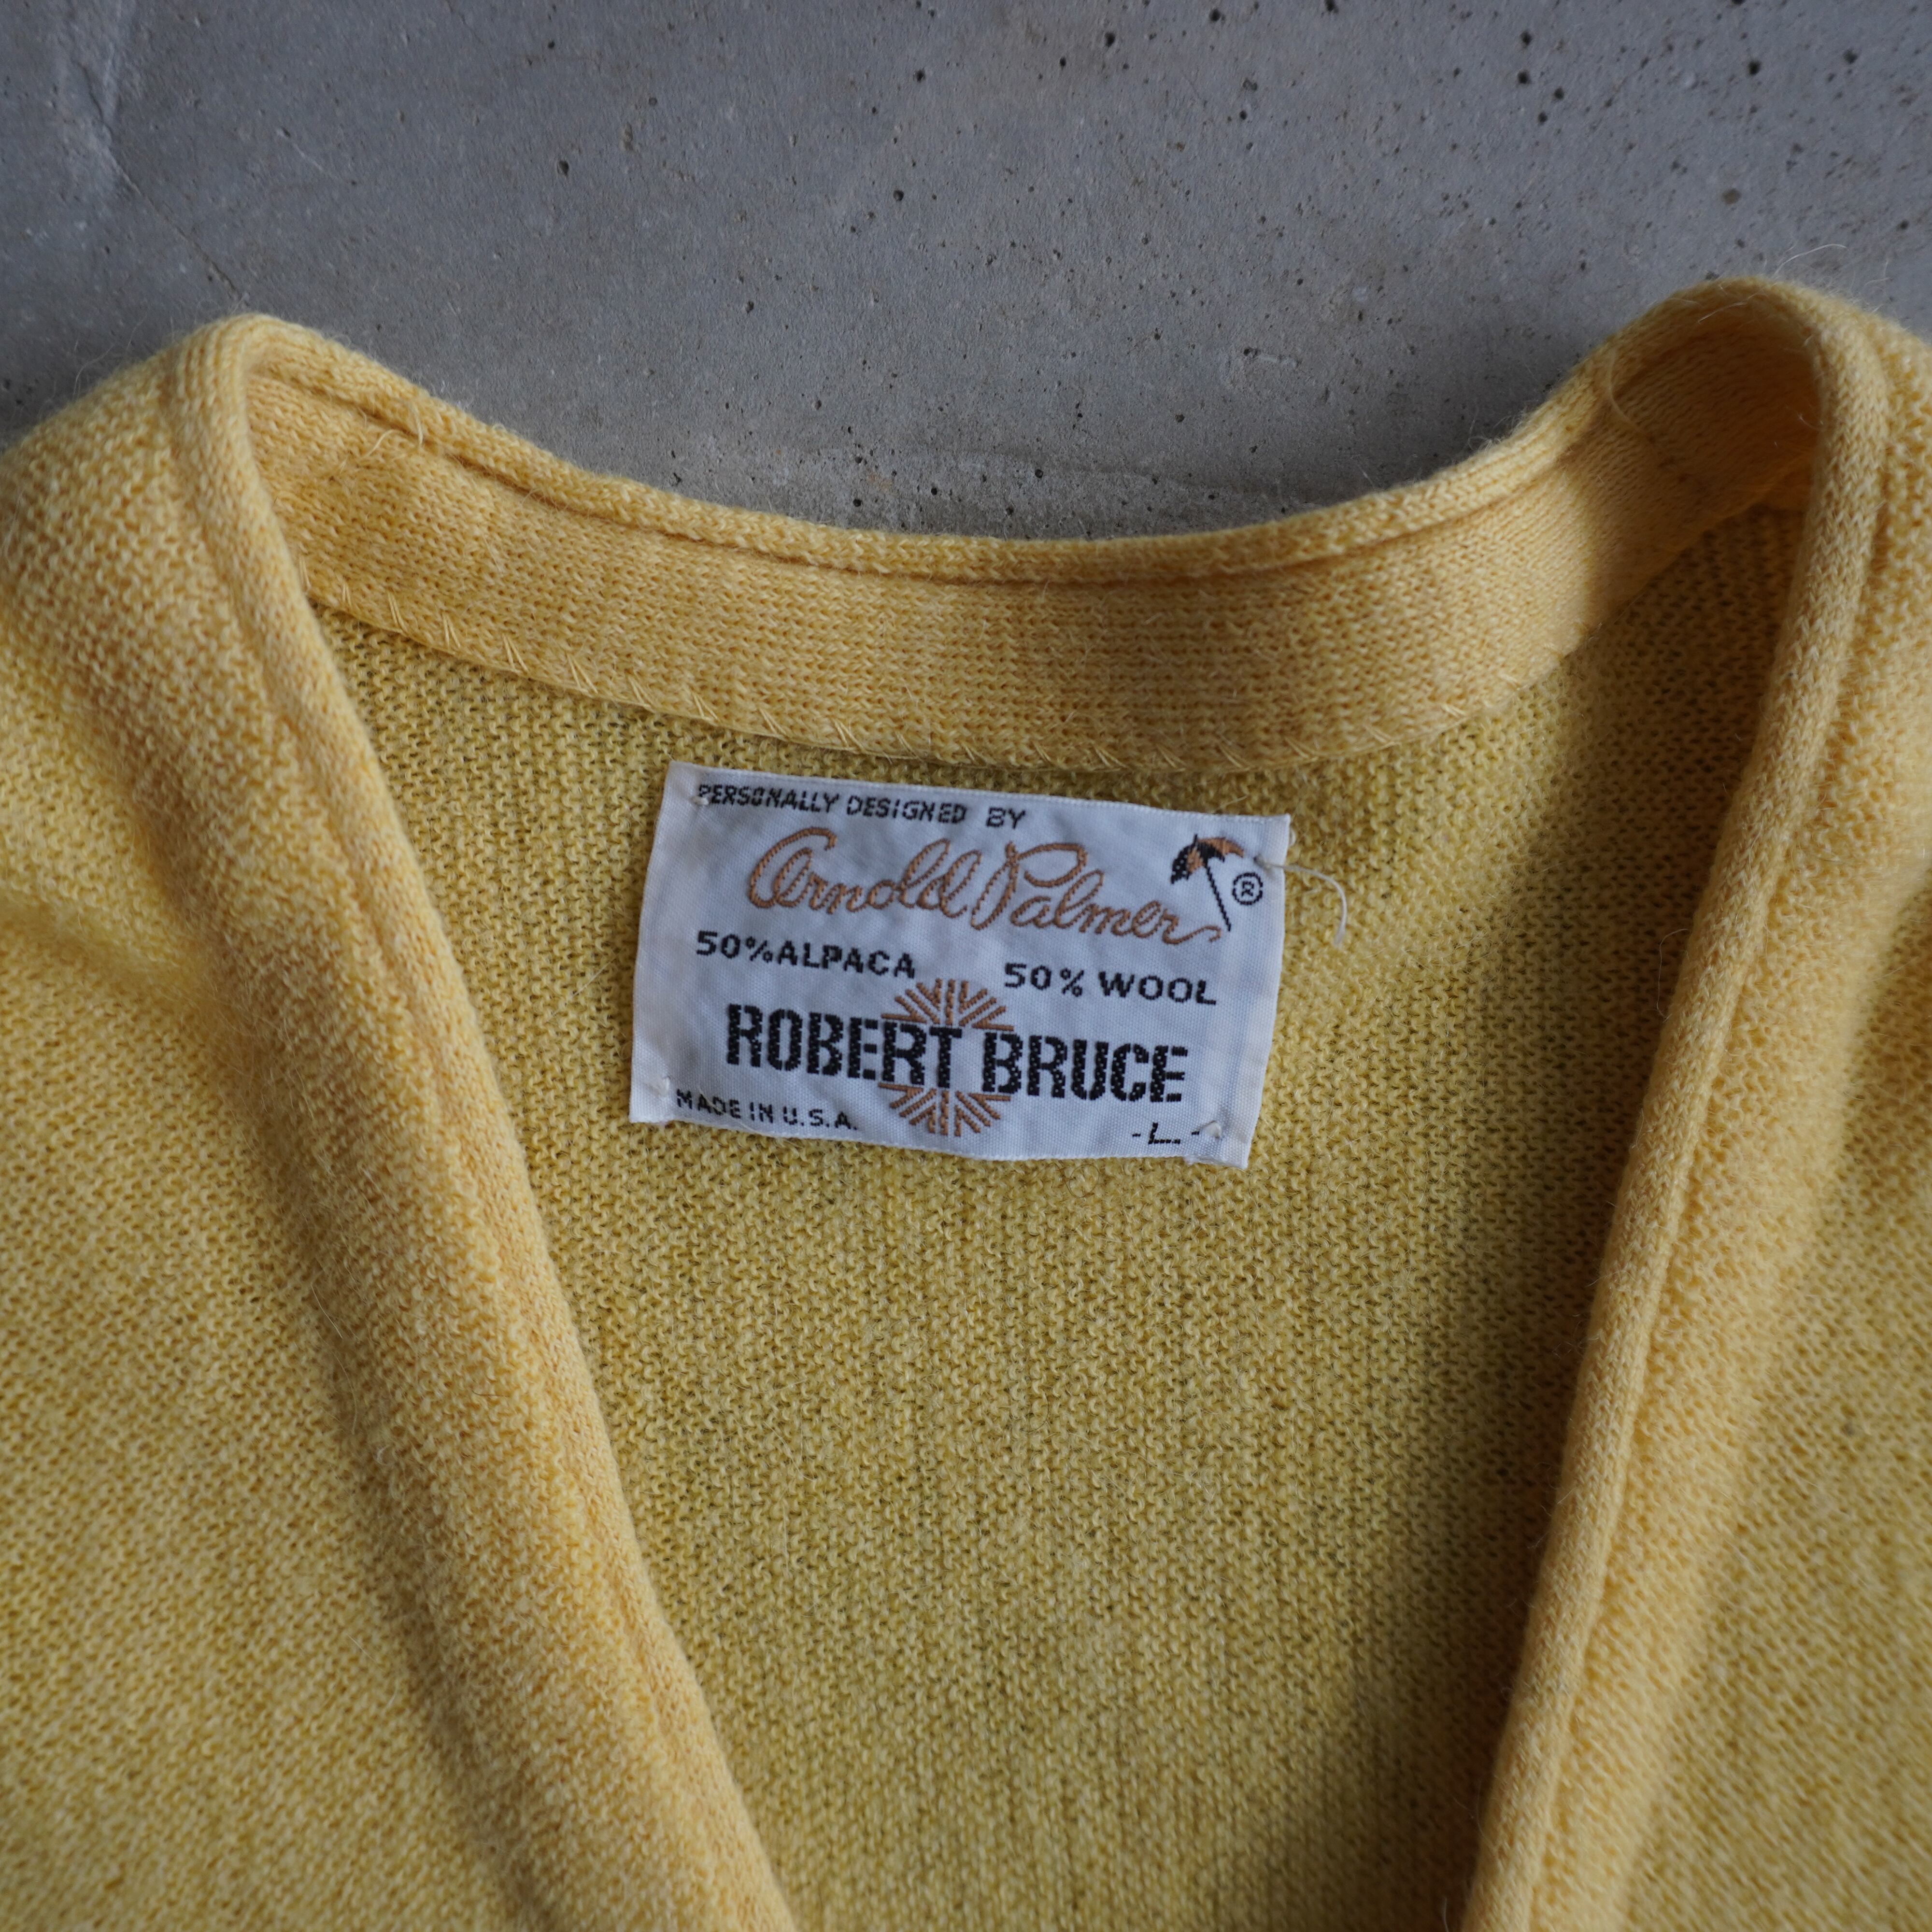 PERSONALLY DESIGNED BY
Arnold Palmer ®
50% ALPACA 50% WOOL
ROBERT BRUCE
MADE IN U.S.A. -L-